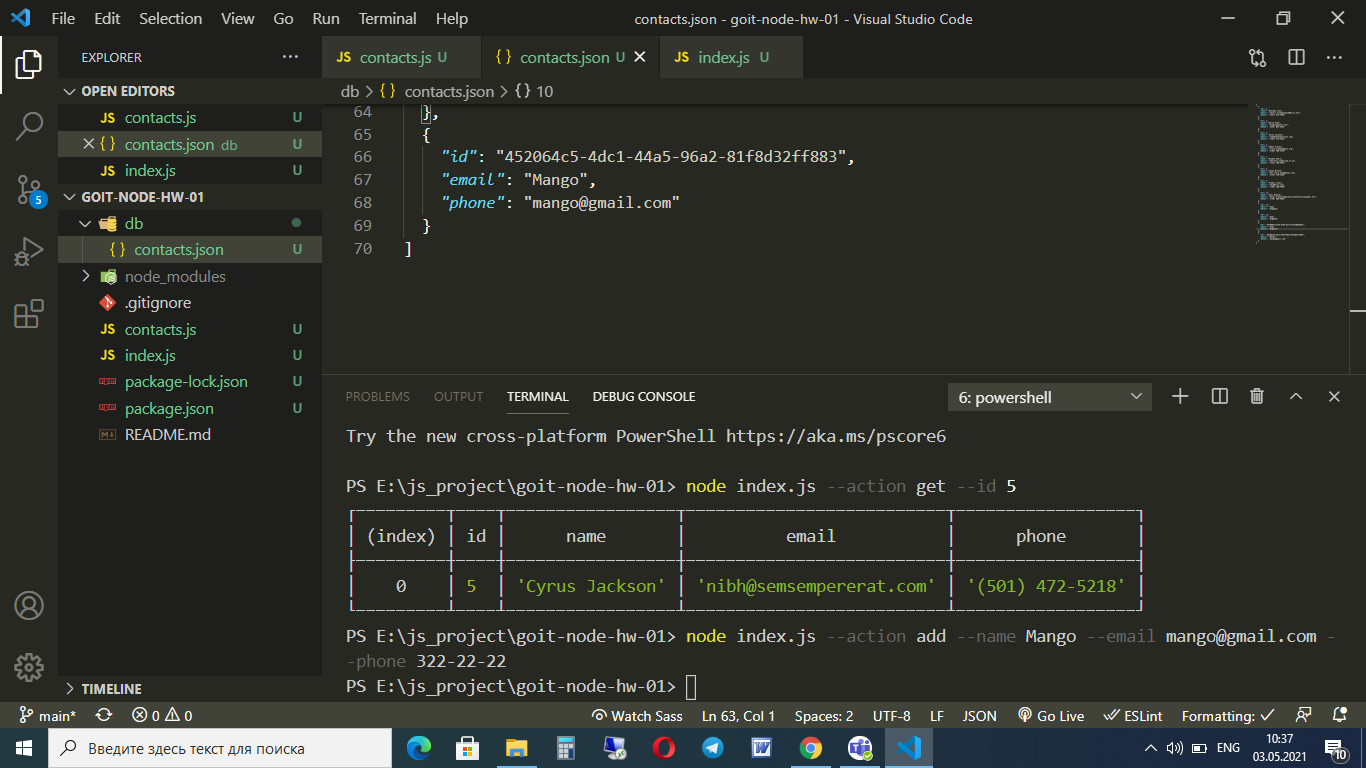 File Edit Selection View Go Run Terminal Help contacts.json - goit-node-hw-01 - Visual Studio Code
EXPLORER
JS contacts.js U {} contacts.json U JS index.js U
OPEN EDITORS
db > {} contacts.json > {} 10
JS contacts.js U
{} contacts.json db U
JS index.js U
GOIT-NODE-HW-01
db
{} contacts.json U
node_modules
.gitignore
JS contacts.js U
JS index.js U
package-lock.json U
package.json U
README.md
TIMELINE
5
64 },
65 {
66 "id": "452064c5-4dc1-44a5-96a2-81f8d32ff883",
67 "email": "Mango",
68 "phone": "mango@gmail.com"
69 }
70 ]
PROBLEMS OUTPUT TERMINAL DEBUG CONSOLE 6: powershell
Try the new cross-platform PowerShell https://aka.ms/pscore6
PS E:\js_project\goit-node-hw-01> node index.js --action get --id 5
(index) id name email phone
0 5 'Cyrus Jackson' 'nibh@semsempererat.com' '(501) 472-5218'
PS E:\js_project\goit-node-hw-01> node index.js --action add --name Mango --email mango@gmail.com -
-phone 322-22-22
PS E:\js_project\goit-node-hw-01>
main* 0 0 Watch Sass Ln 63, Col 1 Spaces: 2 UTF-8 LF JSON Go Live ESLint Formatting:
Введите здесь текст для поиска
ENG
10:37
03.05.2021
10